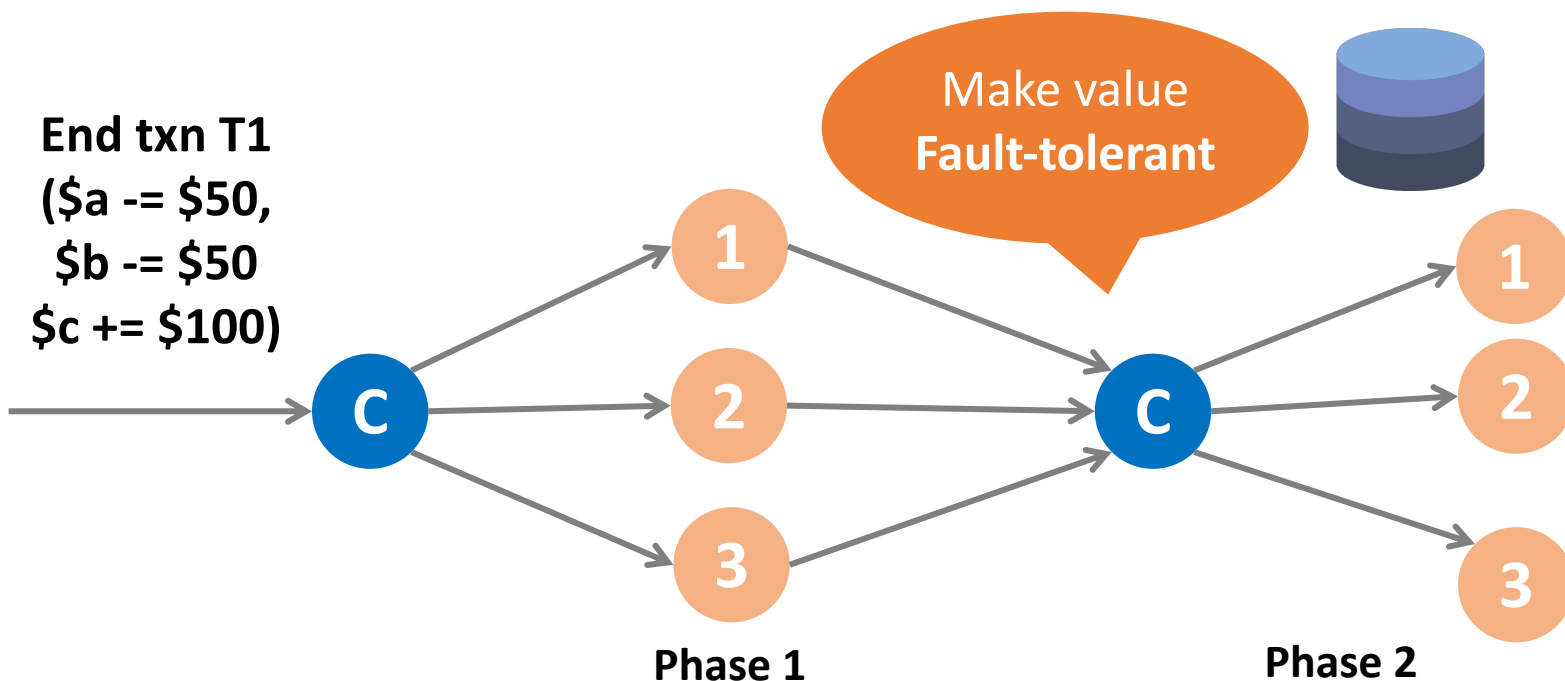 End txn T1
($a -= $50,
$b -= $50
$c += $100)
C
1
2
3
Phase 1
Make value
Fault-tolerant
C
1
2
3
Phase 2